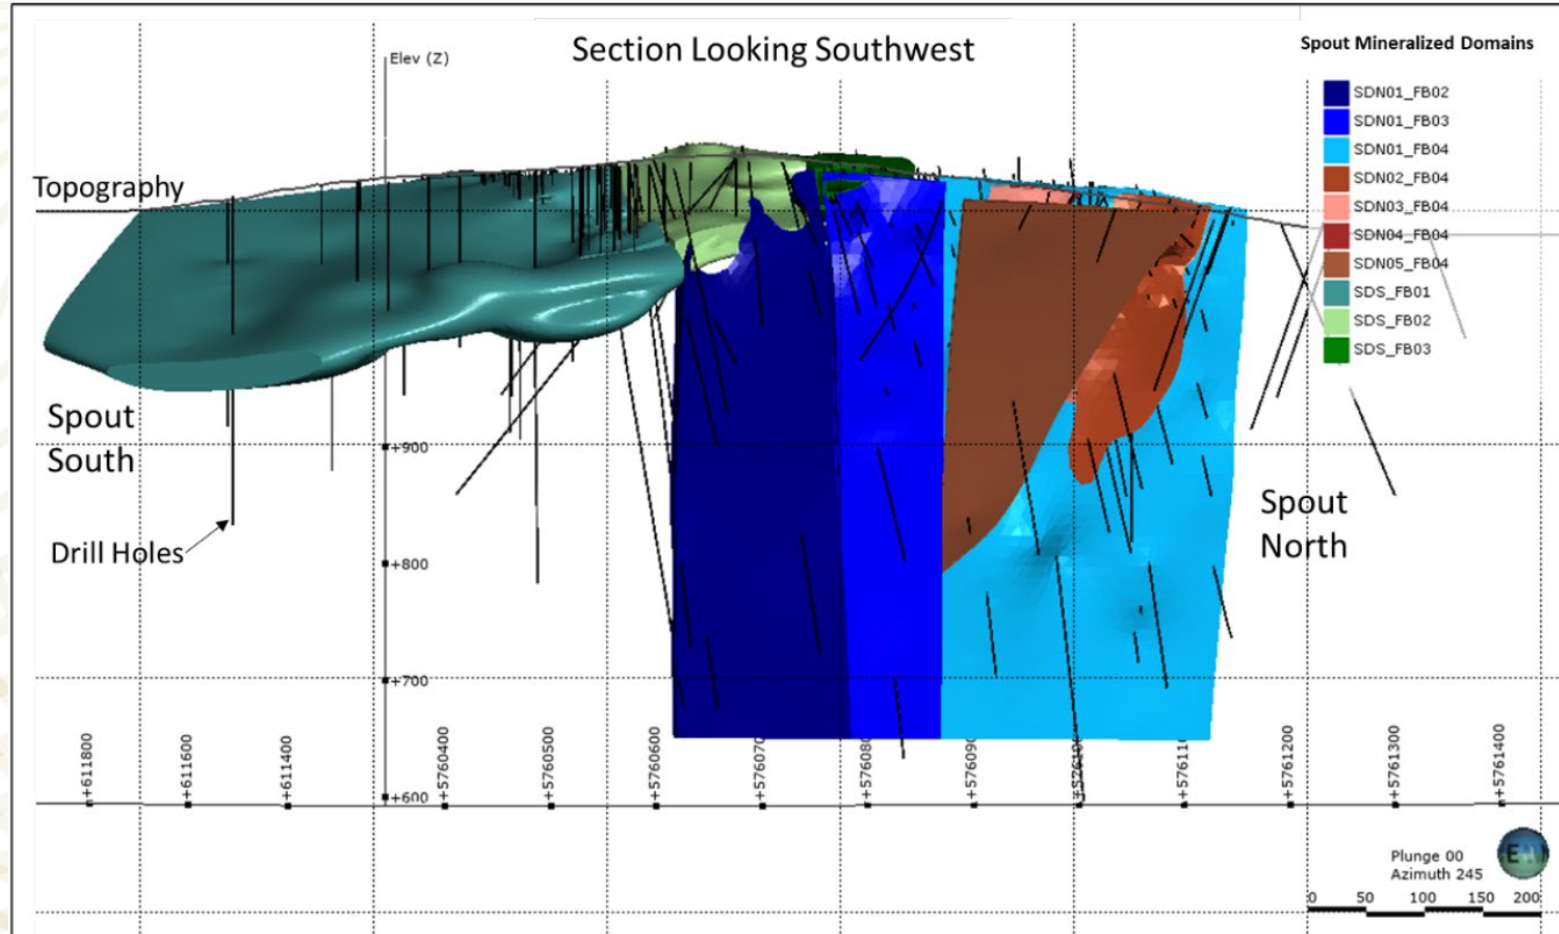 Section Looking Southwest
Spout Mineralized Domains
Elev (Z)
SDN01_FB02
SDN01_FB03
SDN01_FB04
SDN02_FB04
SDN03_FB04
SDN04_FB04
SDN05_FB04
SDS_FB01
SDS_FB02
SDS_FB03
Topography
Spout
South
Drill Holes
Spout
North
+900
+800
+700
+600
+611800
+611600
+611400
+5760400
+5760500
+5760600
+5761200
+5761300
+5761400
Plunge 00
Azimuth 245
0 50 100 150 200